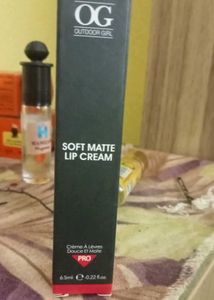 OG
OUTDOOR GIRL
SOFT MATTE
LIP CREAM
Crème À Lèvres
Douce Et Mate
PRO
6.5ml ℮-0.22 fl.oz